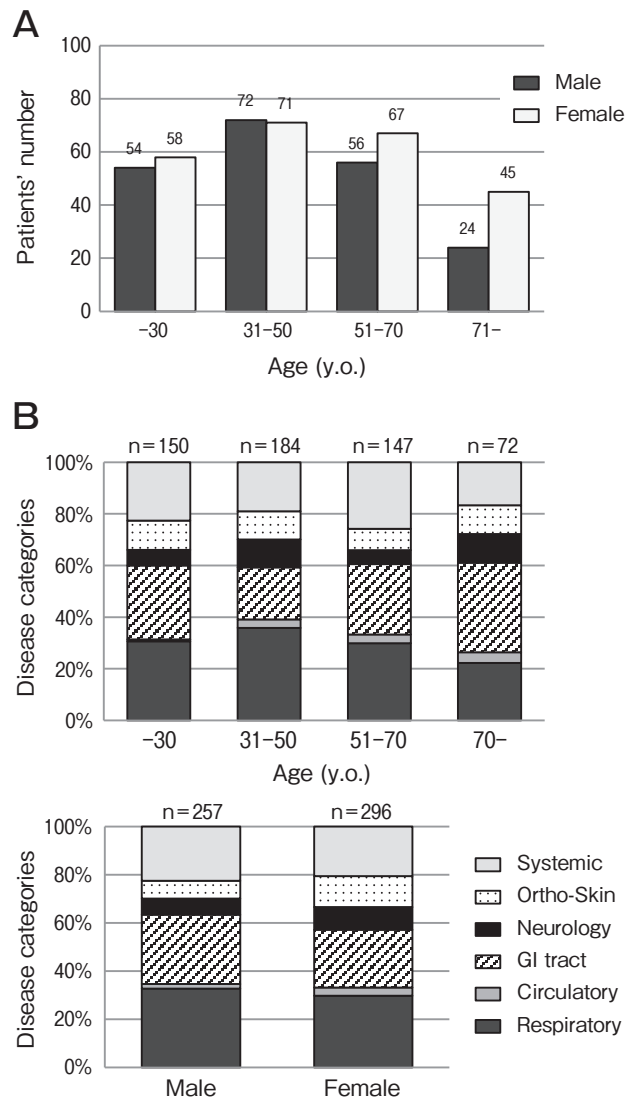 A
100
80
60
40
20
0
Patients' number
54
58
72
71
56
67
24
45
Male
Female
−30
31−50
51−70
71−
Age (y.o.)
B
n=150
n=184
n=147
n=72
100%
80%
60%
40%
20%
0%
Disease categories
−30
31−50
51−70
70−
Age (y.o.)
n=257
n=296
100%
80%
60%
40%
20%
0%
Disease categories
Male
Female
Systemic
Ortho-Skin
Neurology
GI tract
Circulatory
Respiratory